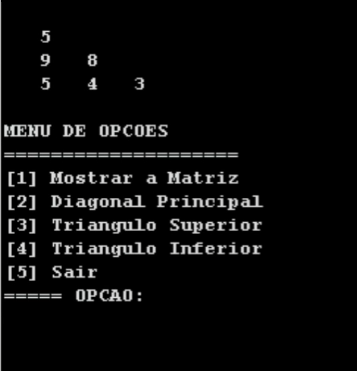 5
9 8
5 4 3
MENU DE OPCOES
====================
[1] Mostrar a Matriz
[2] Diagonal Principal
[3] Triangulo Superior
[4] Triangulo Inferior
[5] Sair
===== OPCAO: